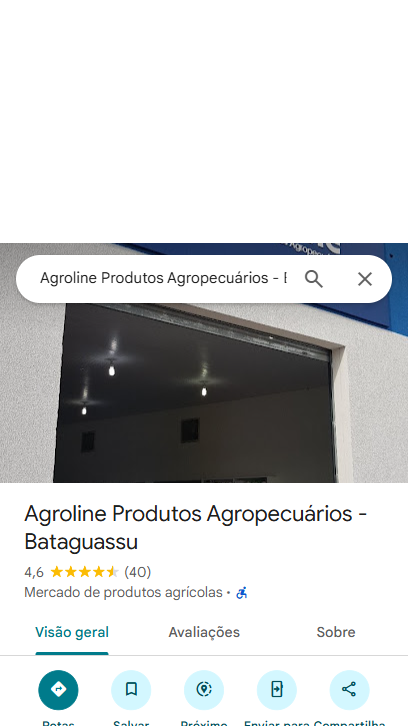 Agroline Produtos Agropecuários -
Agroline Produtos Agropecuários -
Bataguassu
4,6 (40)
Mercado de produtos agrícolas ·
Visão geral Avaliações Sobre
Rotas Salvar Próximo Enviar para Compartilha